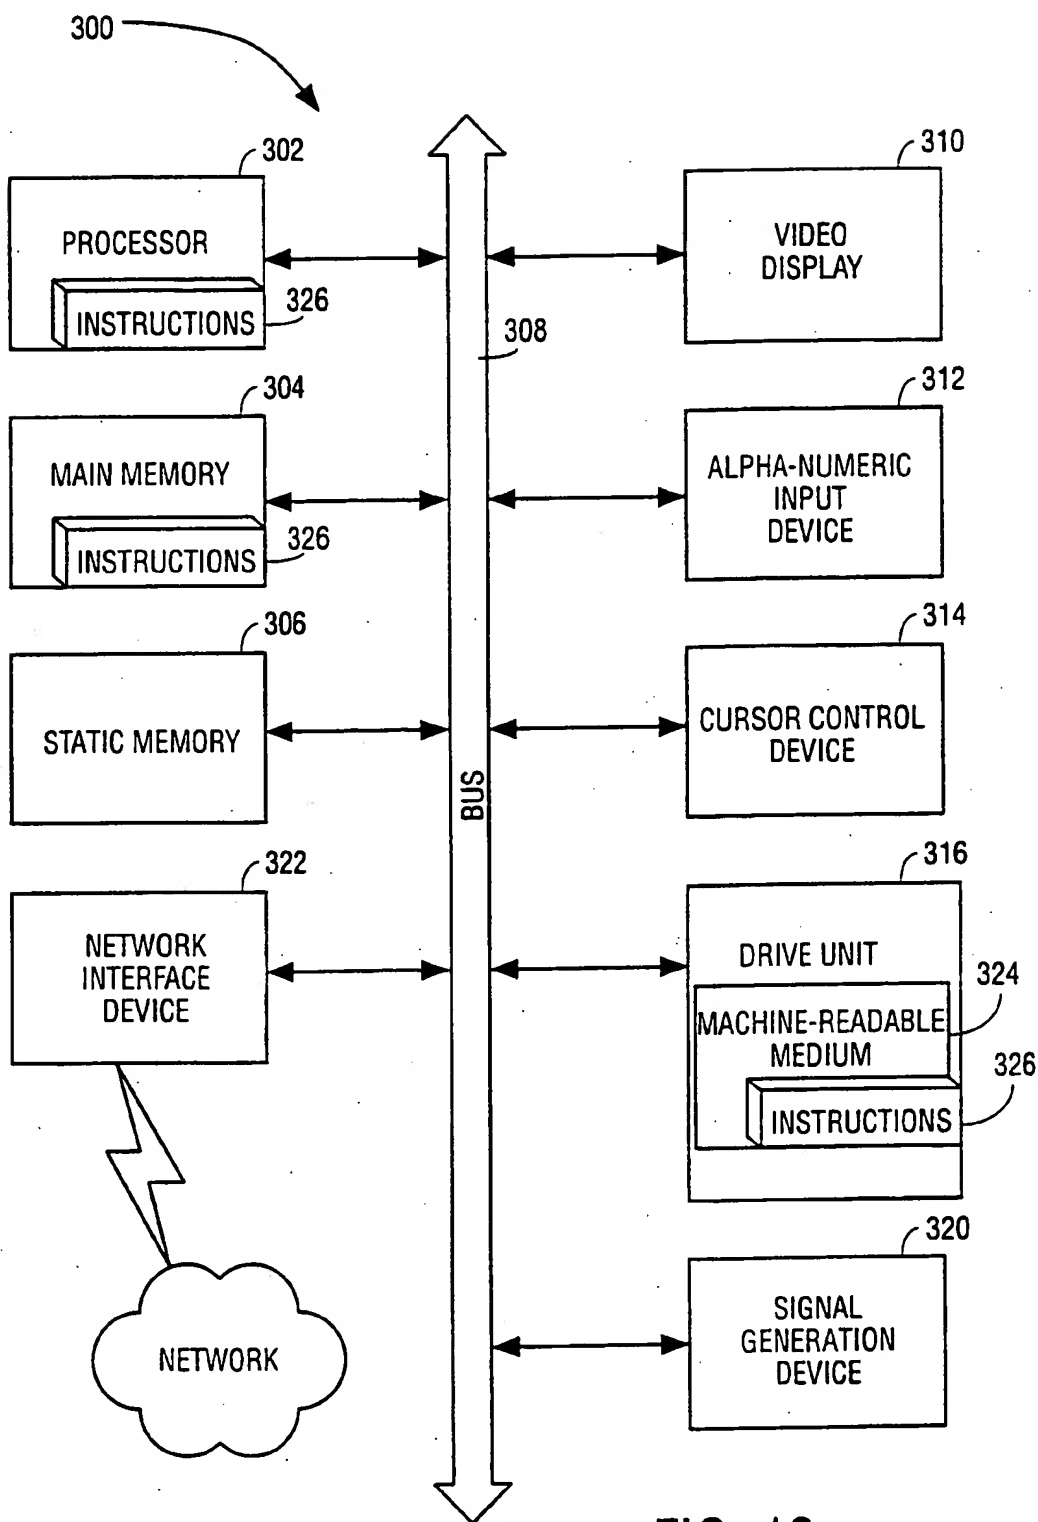 300
302
PROCESSOR
INSTRUCTIONS
326
304
MAIN MEMORY
INSTRUCTIONS
326
306
STATIC MEMORY
322
NETWORK
INTERFACE
DEVICE
NETWORK
308
BUS
310
VIDEO
DISPLAY
312
ALPHA-NUMERIC
INPUT
DEVICE
314
CURSOR CONTROL
DEVICE
316
DRIVE UNIT
324
MACHINE-READABLE
MEDIUM
326
INSTRUCTIONS
320
SIGNAL
GENERATION
DEVICE